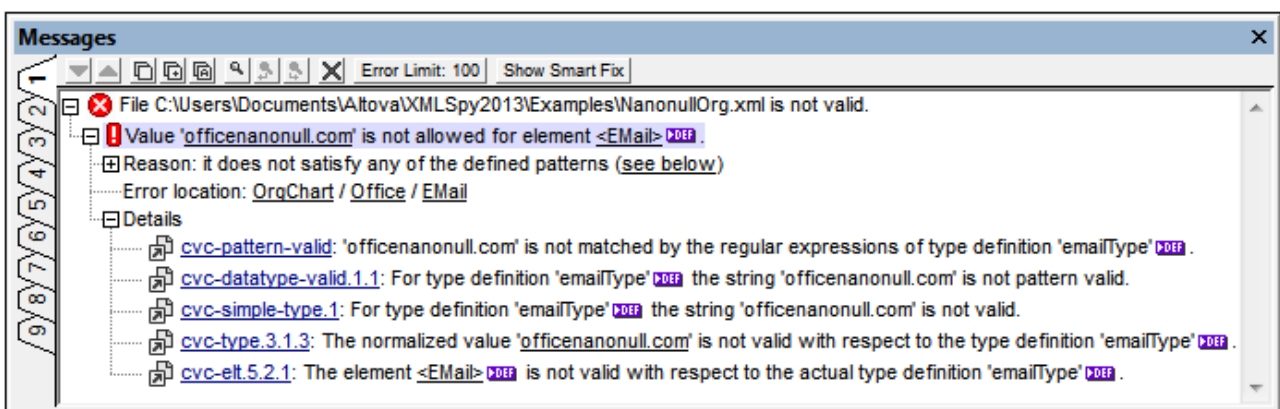 Messages
Error Limit: 100 Show Smart Fix
File C:\Users\Documents\Altova\XMLSpy2013\Examples\NanonullOrg.xml is not valid.
Value 'officenanonull.com' is not allowed for element <EMail> DEF .
Reason: it does not satisfy any of the defined patterns (see below)
Error location: OrgChart / Office / EMail
Details
cvc-pattern-valid: 'officenanonull.com' is not matched by the regular expressions of type definition 'emailType' DEF .
cvc-datatype-valid.1.1: For type definition 'emailType' DEF the string 'officenanonull.com' is not pattern valid.
cvc-simple-type.1: For type definition 'emailType' DEF the string 'officenanonull.com' is not valid.
cvc-type.3.1.3: The normalized value 'officenanonull.com' is not valid with respect to the type definition 'emailType' DEF .
cvc-elt.5.2.1: The element <EMail> DEF is not valid with respect to the actual type definition 'emailType' DEF .
1
2
3
4
5
6
7
8
9